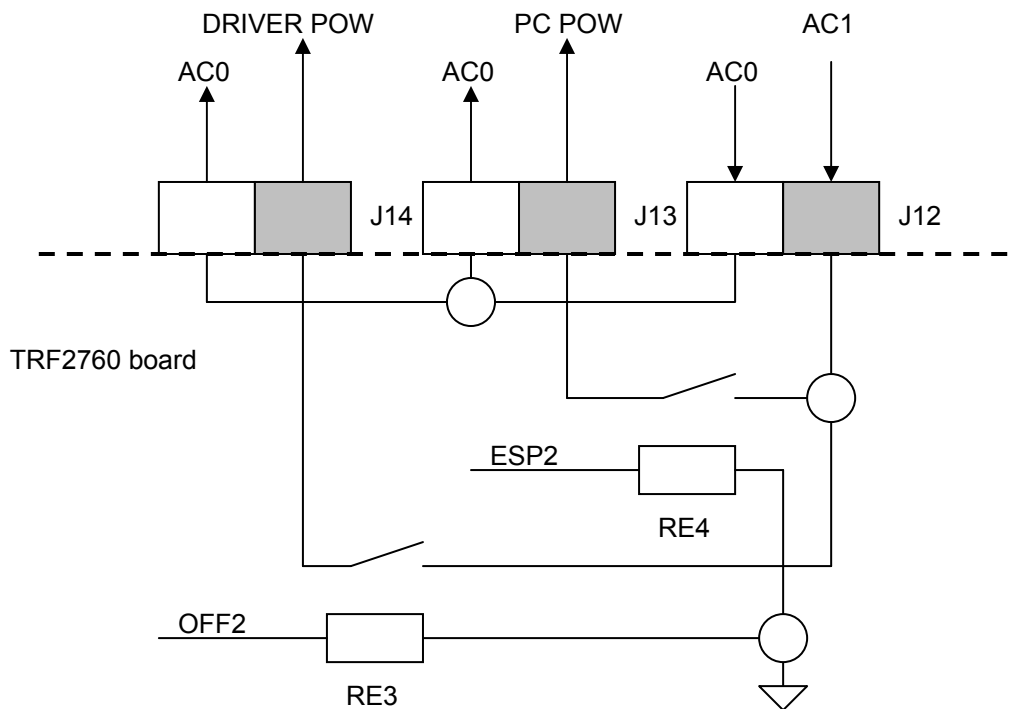 DRIVER POW
PC POW
AC1
AC0
AC0
AC0
J14
J13
J12
TRF2760 board
ESP2
RE4
OFF2
RE3